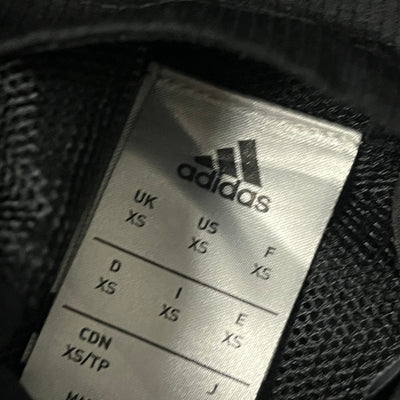 adidas
UK US F
XS XS XS
D I E
XS XS XS
CDN J
XS/TP